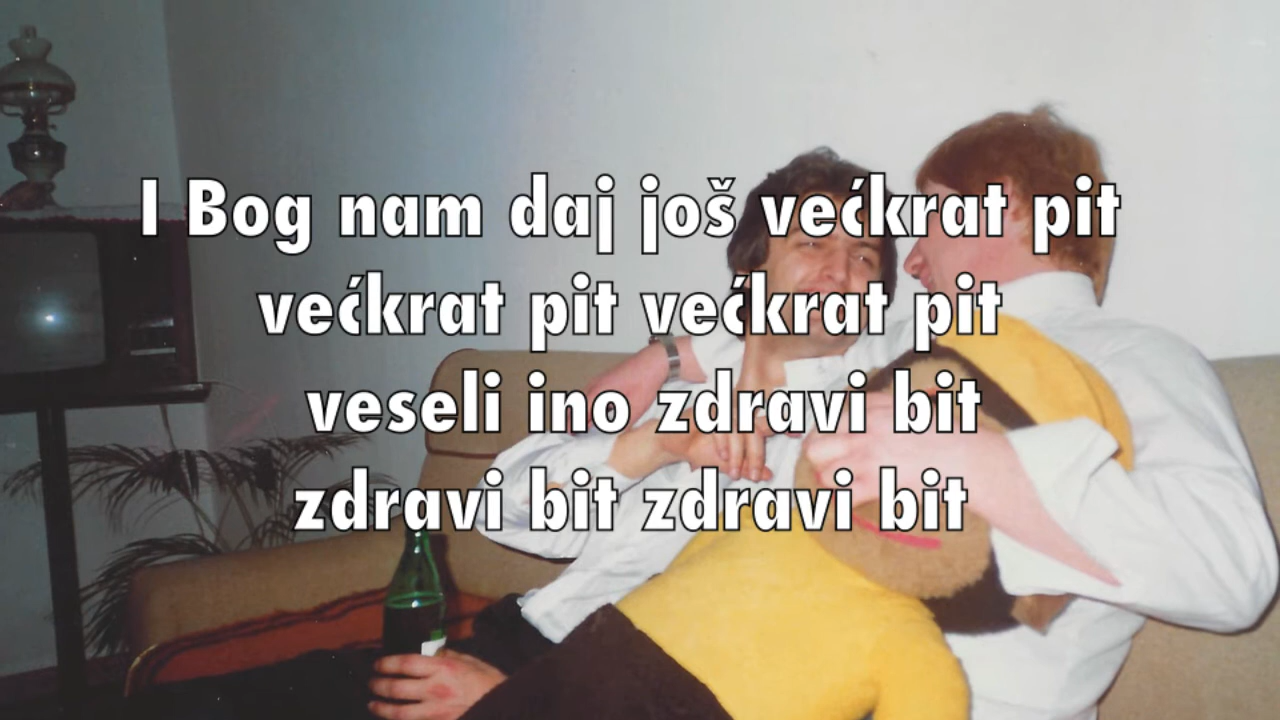 I Bog nam daj još većkrat pit
većkrat pit većkrat pit
veseli ino zdravi bit
zdravi bit zdravi bit